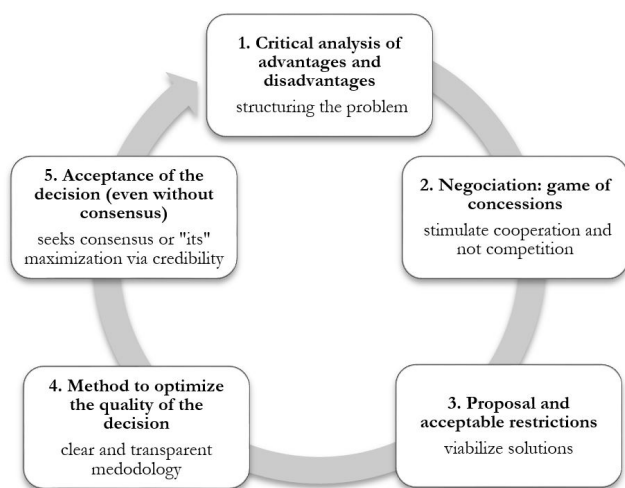 1. Critical analysis of
advantages and
disadvantages
structuring the problem
2. Negociation: game of
concessions
stimulate cooperation and
not competition
3. Proposal and
acceptable restrictions
viabilize solutions
4. Method to optimize
the quality of the
decision
clear and transparent
medodology
5. Acceptance of the
decision (even without
consensus)
seeks consensus or "its"
maximization via credibility